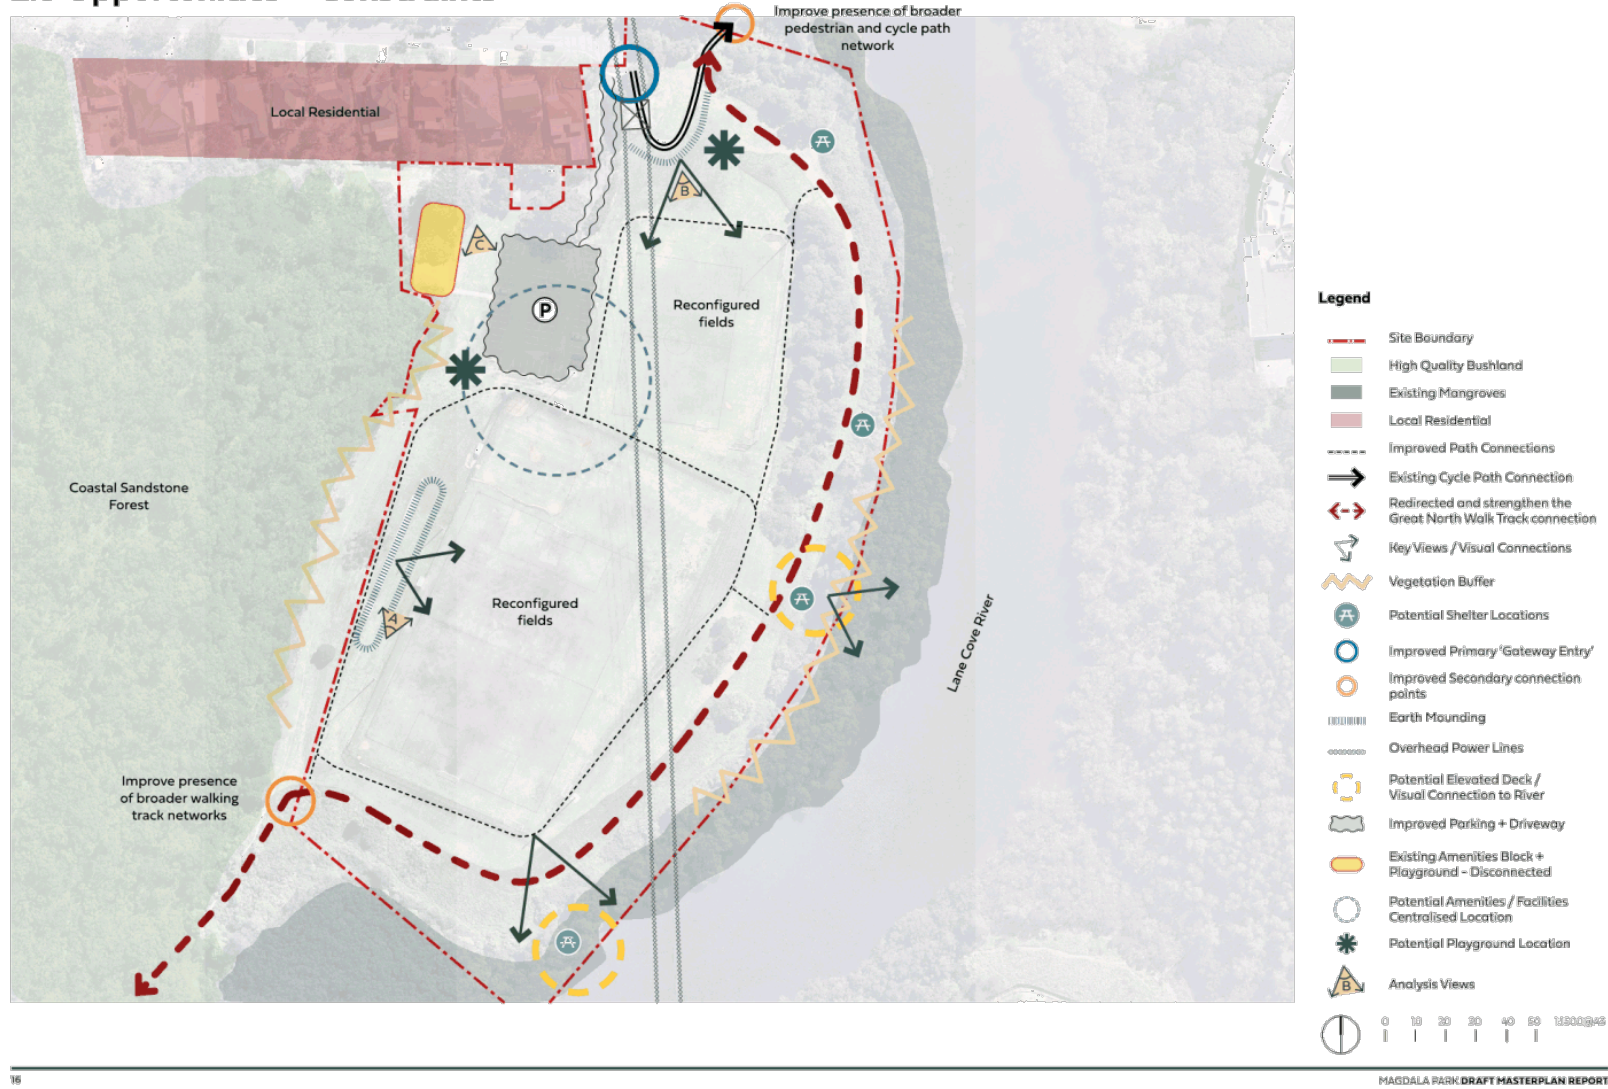 Improve presence of broader
pedestrian and cycle path
network
Local Residential
B
C
P
Reconfigured
fields
Coastal Sandstone
Forest
A
Reconfigured
fields
Lane Cove River
Improve presence
of broader walking
track networks
Legend
Site Boundary
High Quality Bushland
Existing Mangroves
Local Residential
Improved Path Connections
Existing Cycle Path Connection
Redirected and strengthen the
Great North Walk Track connection
Key Views / Visual Connections
Vegetation Buffer
Potential Shelter Locations
Improved Primary 'Gateway Entry'
Improved Secondary connection
points
Earth Mounding
Overhead Power Lines
Potential Elevated Deck /
Visual Connection to River
Improved Parking + Driveway
Existing Amenities Block +
Playground - Disconnected
Potential Amenities / Facilities
Centralised Location
Potential Playground Location
B
Analysis Views
0 10 20 30 40 50
16
MAGDALA PARK DRAFT MASTERPLAN REPORT